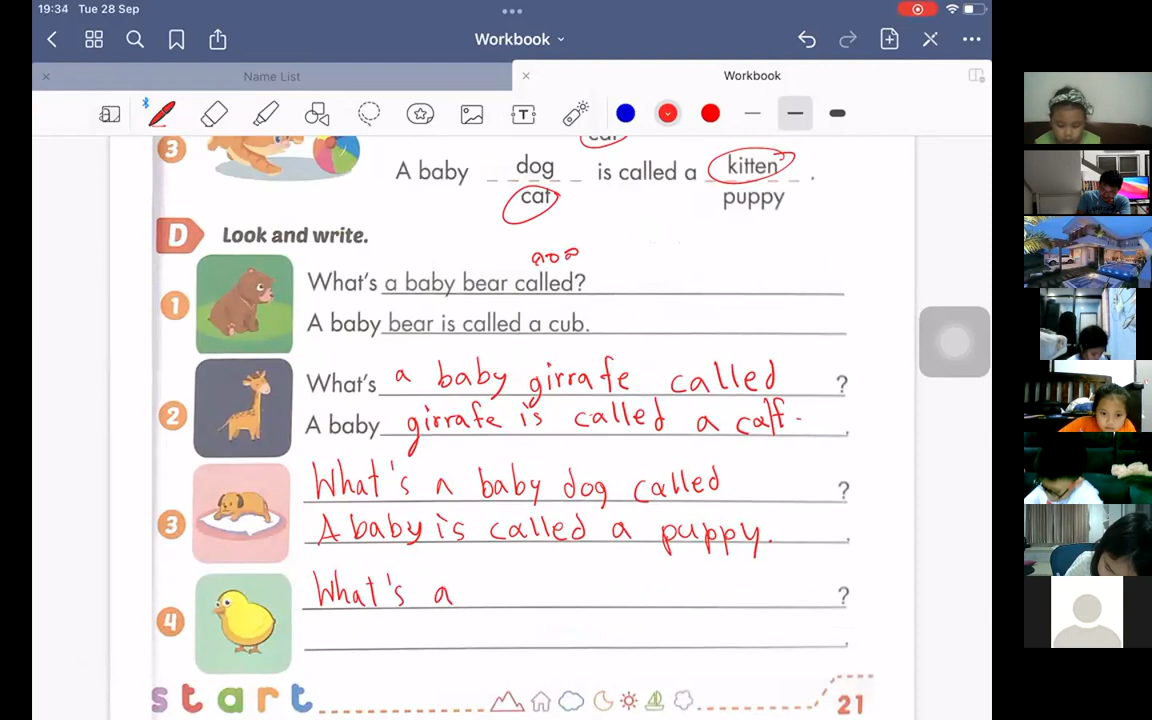 19:34 Tue 28 Sep
Workbook
Name List
Workbook
3
A baby dog is called a kitten.
cat puppy
D Look and write.
1
What's a baby bear called?
A baby bear is called a cub.
2
What's a baby girrafe called ?
A baby girrafe is called a calf.
3
What's a baby dog called ?
A baby is called a puppy.
4
What's a ?
start
21